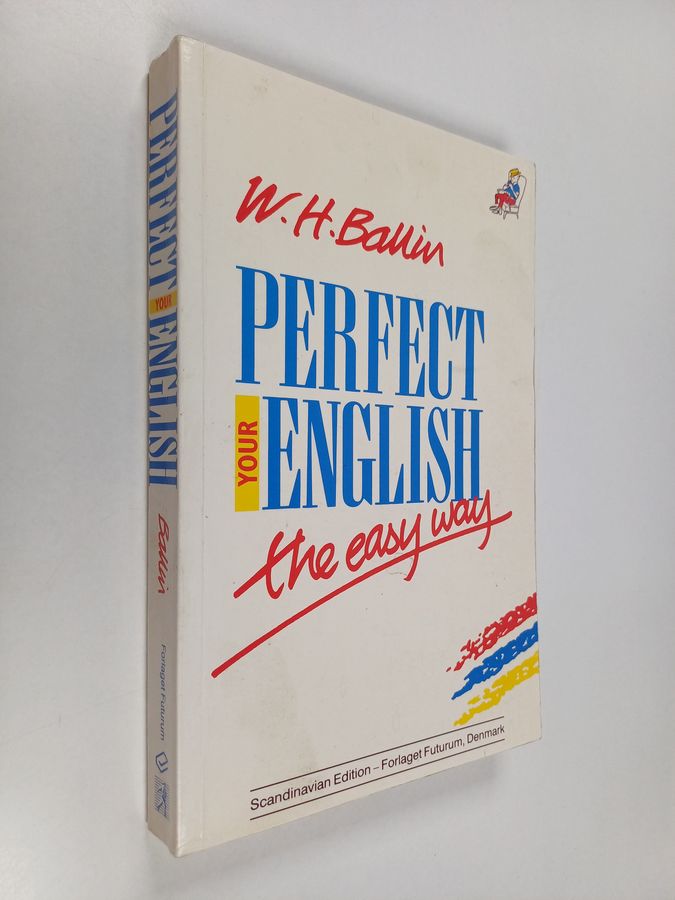 W.H.Ballin
PERFECT
YOUR
ENGLISH
the easy way
Scandinavian Edition – Forlaget Futurum, Denmark
PERFECT YOUR ENGLISH
Ballin
Forlaget Futurum